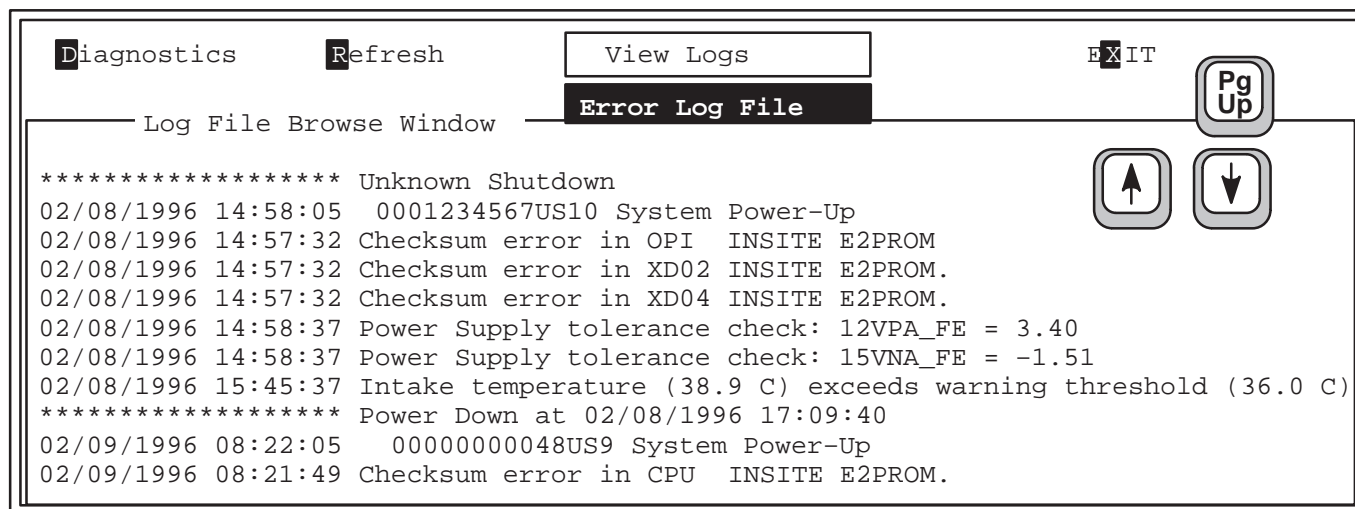 Diagnostics Refresh View Logs EXIT
Pg
Up
Error Log File
Log File Browse Window
******************* Unknown Shutdown
02/08/1996 14:58:05  0001234567US10 System Power-Up
02/08/1996 14:57:32 Checksum error in OPI  INSITE E2PROM
02/08/1996 14:57:32 Checksum error in XD02 INSITE E2PROM.
02/08/1996 14:57:32 Checksum error in XD04 INSITE E2PROM.
02/08/1996 14:58:37 Power Supply tolerance check: 12VPA_FE = 3.40
02/08/1996 14:58:37 Power Supply tolerance check: 15VNA_FE = -1.51
02/08/1996 15:45:37 Intake temperature (38.9 C) exceeds warning threshold (36.0 C)
******************* Power Down at 02/08/1996 17:09:40
02/09/1996 08:22:05   00000000048US9 System Power-Up
02/09/1996 08:21:49 Checksum error in CPU  INSITE E2PROM.